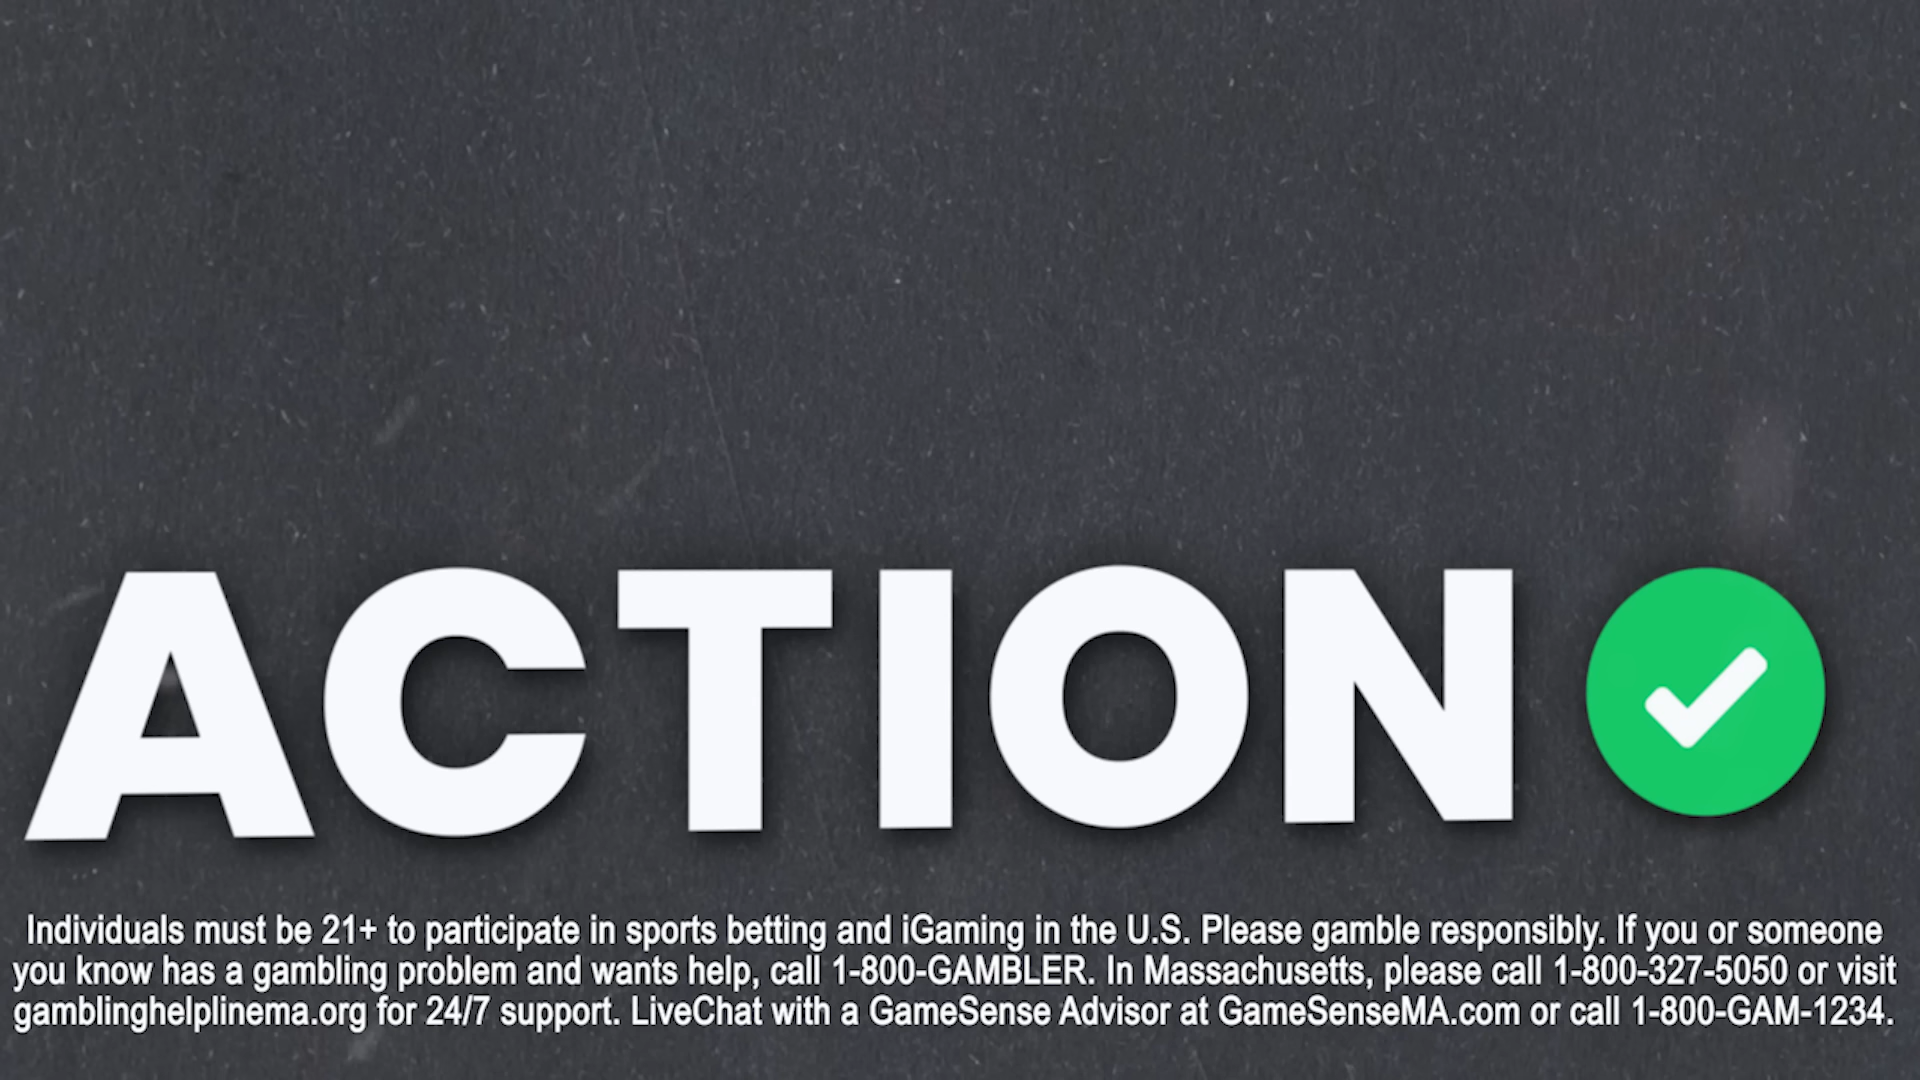 ACTION
Individuals must be 21+ to participate in sports betting and iGaming in the U.S. Please gamble responsibly. If you or someone
you know has a gambling problem and wants help, call 1-800-GAMBLER. In Massachusetts, please call 1-800-327-5050 or visit
gamblinghelplinema.org for 24/7 support. LiveChat with a GameSense Advisor at GameSenseMA.com or call 1-800-GAM-1234.